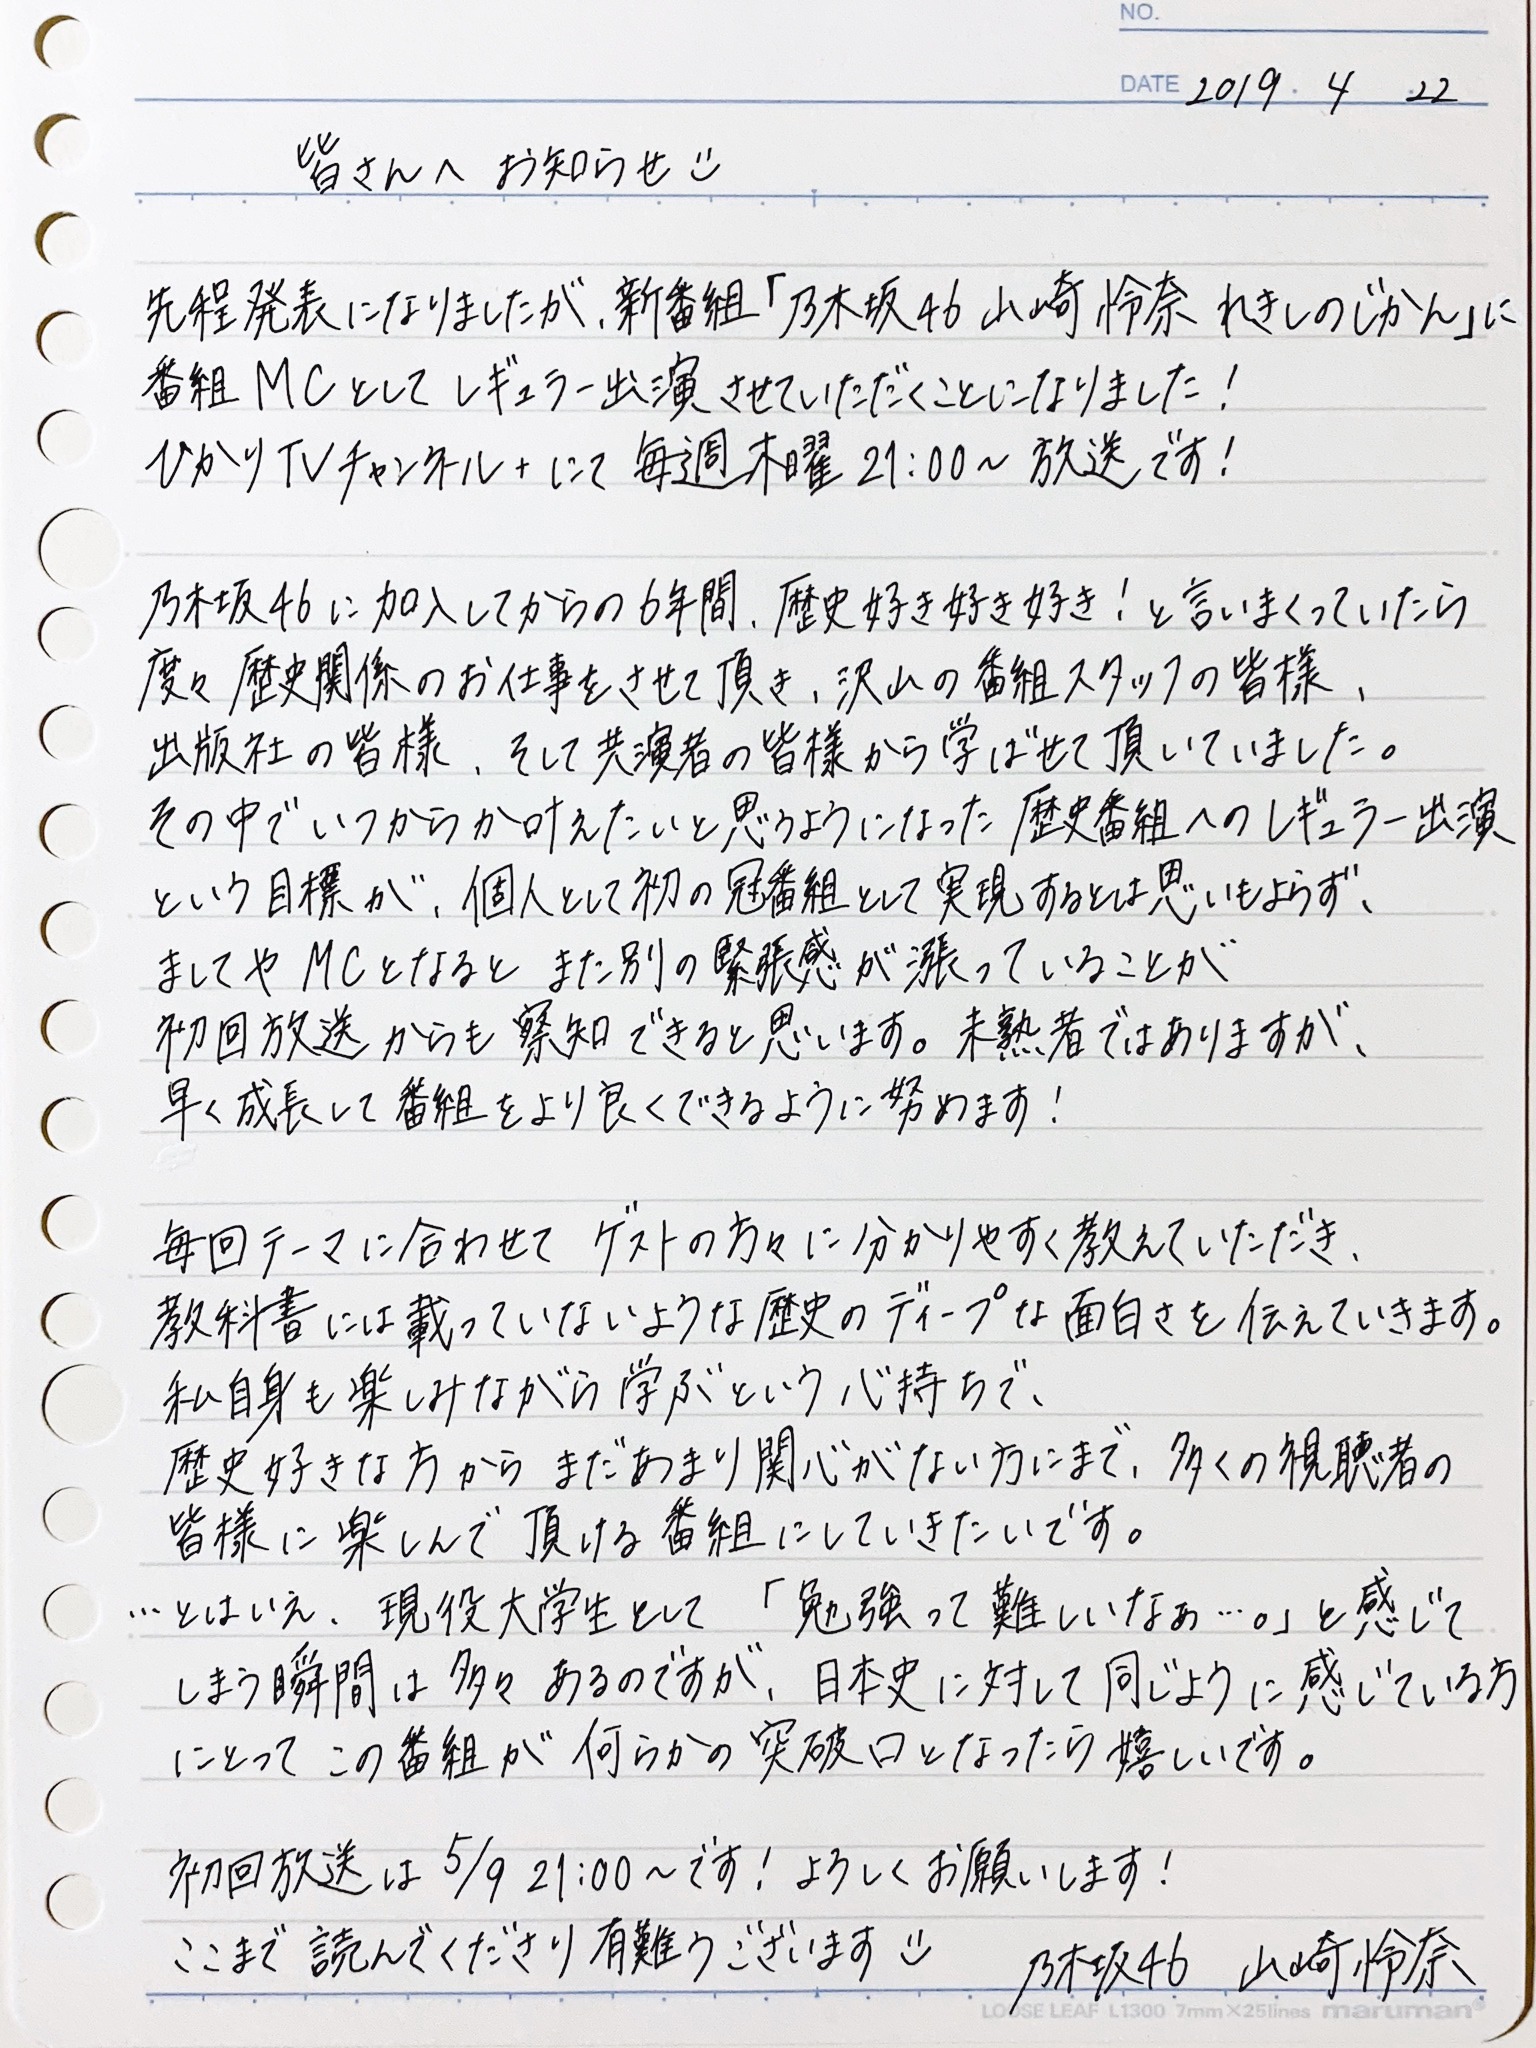 NO.
DATE 2019. 4 22
皆さんへ お知らせ
先程発表になりましたが、新番組「乃木坂46 山崎怜奈 れきしのじかん」に
番組MCとしてレギュラー出演させていただくことになりました!
ひかりTVチャンネル+にて 毎週木曜21:00~ 放送です!
乃木坂46に加入してからの6年間、歴史好き好き好き!と言いまくっていたら
度々歴史関係のお仕事をさせて頂き、沢山の番組スタッフの皆様、
出版社の皆様、そして共演者の皆様から学ばせて頂いていました。
その中でいつからか叶えたいと思うようになった歴史番組へのレギュラー出演
という目標が、個人として初の冠番組として実現するとは思いもよらず、
ましてやMCとなるとまた別の緊張感が漲っていることが
初回放送からも察知できると思います。未熟者ではありますが、
早く成長して番組をより良くできるように努めます!
毎回テーマに合わせてゲストの方々に分かりやすく教えていただき、
教科書には載っていないような歴史のディープな面白さを伝えていきます。
私自身も楽しみながら学ぶという心持ちで、
歴史好きな方からまだあまり関心がない方にまで、多くの視聴者の
皆様に楽しんで頂ける番組にしていきたいです。
…とはいえ、現役大学生として「勉強って難しいなぁ…。」と感じて
しまう瞬間は多々あるのですが、日本史に対して同じように感じている方
にとってこの番組が何らかの突破口となったら嬉しいです。
初回放送は5/9 21:00~です!よろしくお願いします!
ここまで読んでくださり有難うございます
乃木坂46 山崎怜奈
LOOSE LEAF L1300 7mm×25lines maruman®